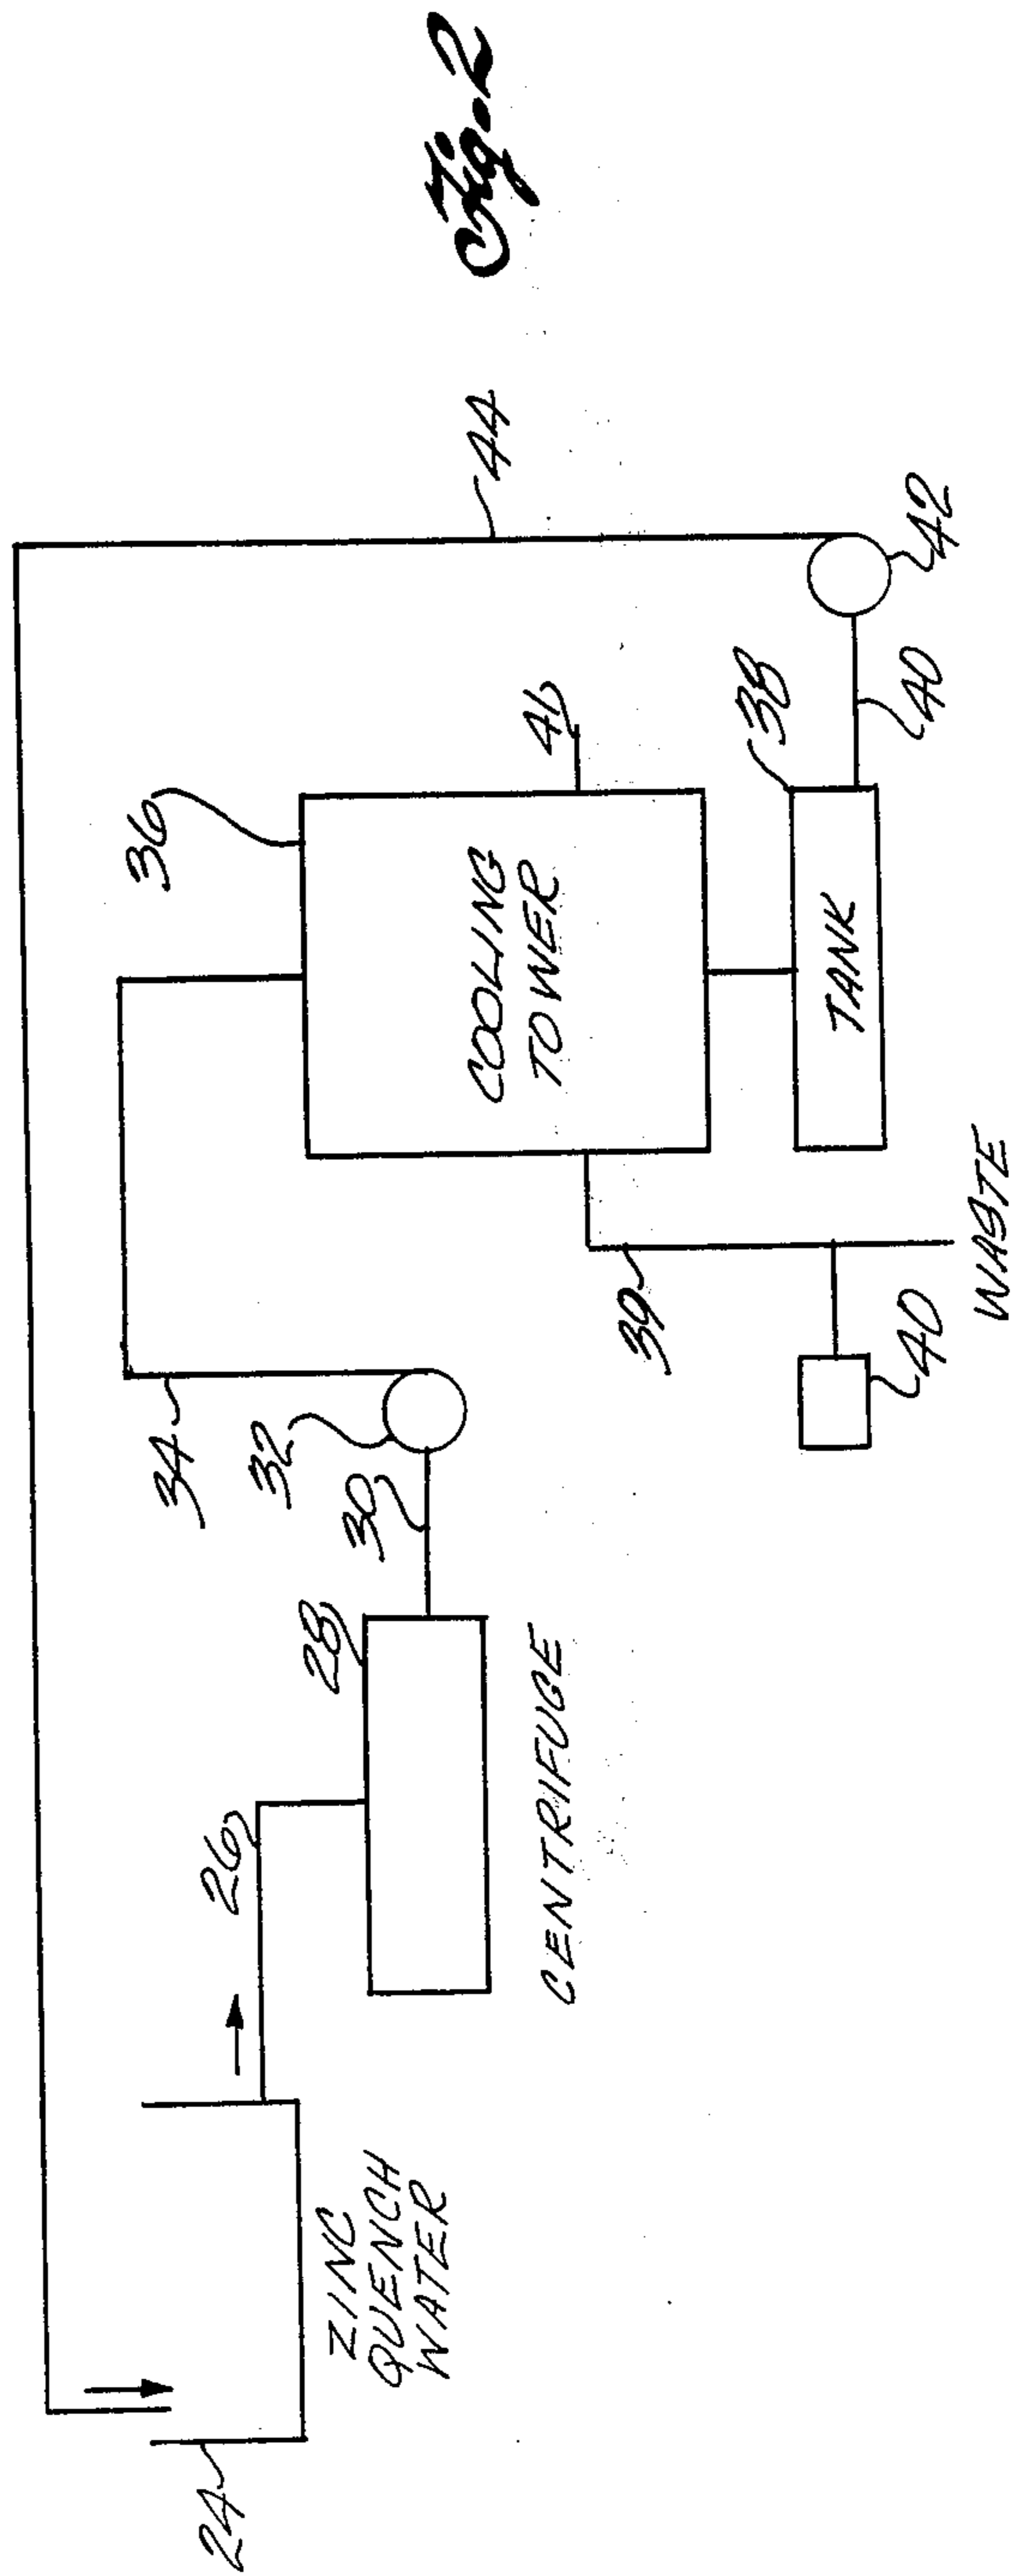 Fig. 2
24
ZINC
QUENCH
WATER
26
28
CENTRIFUGE
30
32
34
36
COOLING
TOWER
41
39
40
WASTE
38
TANK
40
42
44